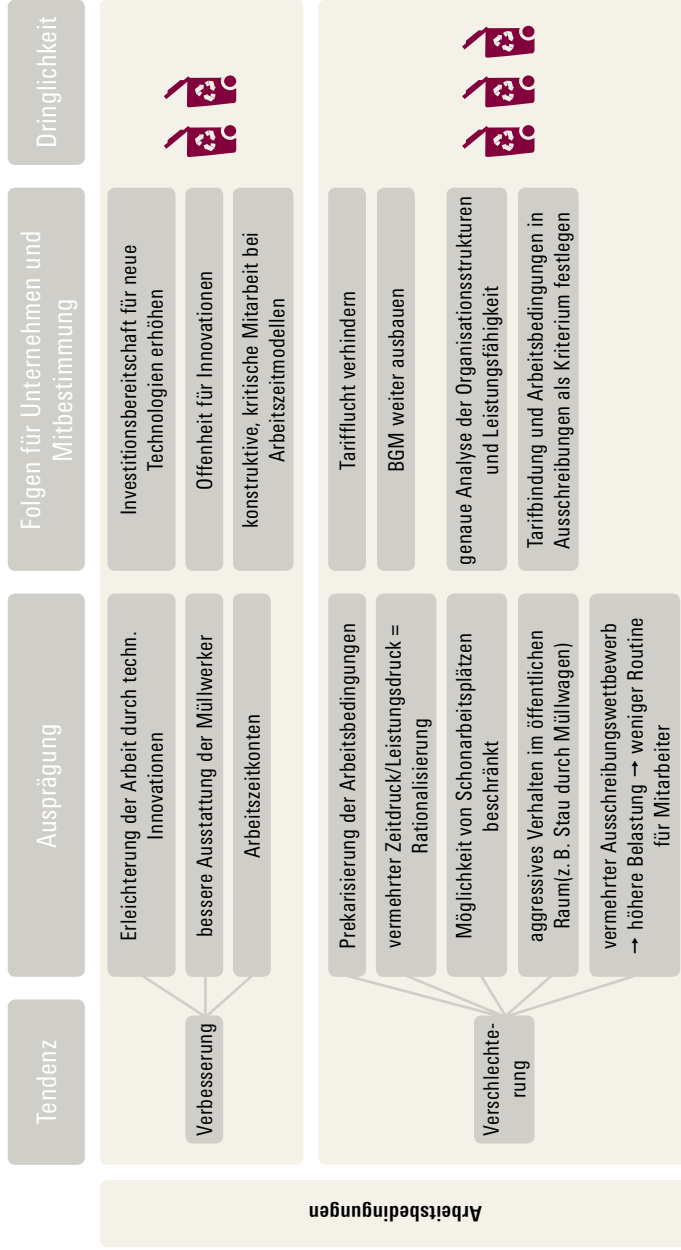 Arbeitsbedingungen
Tendenz
Ausprägung
Folgen für Unternehmen und
Mitbestimmung
Dringlichkeit
Verbesserung
Erleichterung der Arbeit durch techn.
Innovationen
bessere Ausstattung der Müllwerker
Arbeitszeitkonten
Investitionsbereitschaft für neue
Technologien erhöhen
Offenheit für Innovationen
konstruktive, kritische Mitarbeit bei
Arbeitszeitmodellen
Verschlechte-
rung
Prekarisierung der Arbeitsbedingungen
vermehrter Zeitdruck/Leistungsdruck =
Rationalisierung
Möglichkeit von Schonarbeitsplätzen
beschränkt
aggressives Verhalten im öffentlichen
Raum(z. B. Stau durch Müllwagen)
vermehrter Ausschreibungswettbewerb
→ höhere Belastung → weniger Routine
für Mitarbeiter
Tarifflucht verhindern
BGM weiter ausbauen
genaue Analyse der Organisationsstrukturen
und Leistungsfähigkeit
Tarifbindung und Arbeitsbedingungen in
Ausschreibungen als Kriterium festlegen